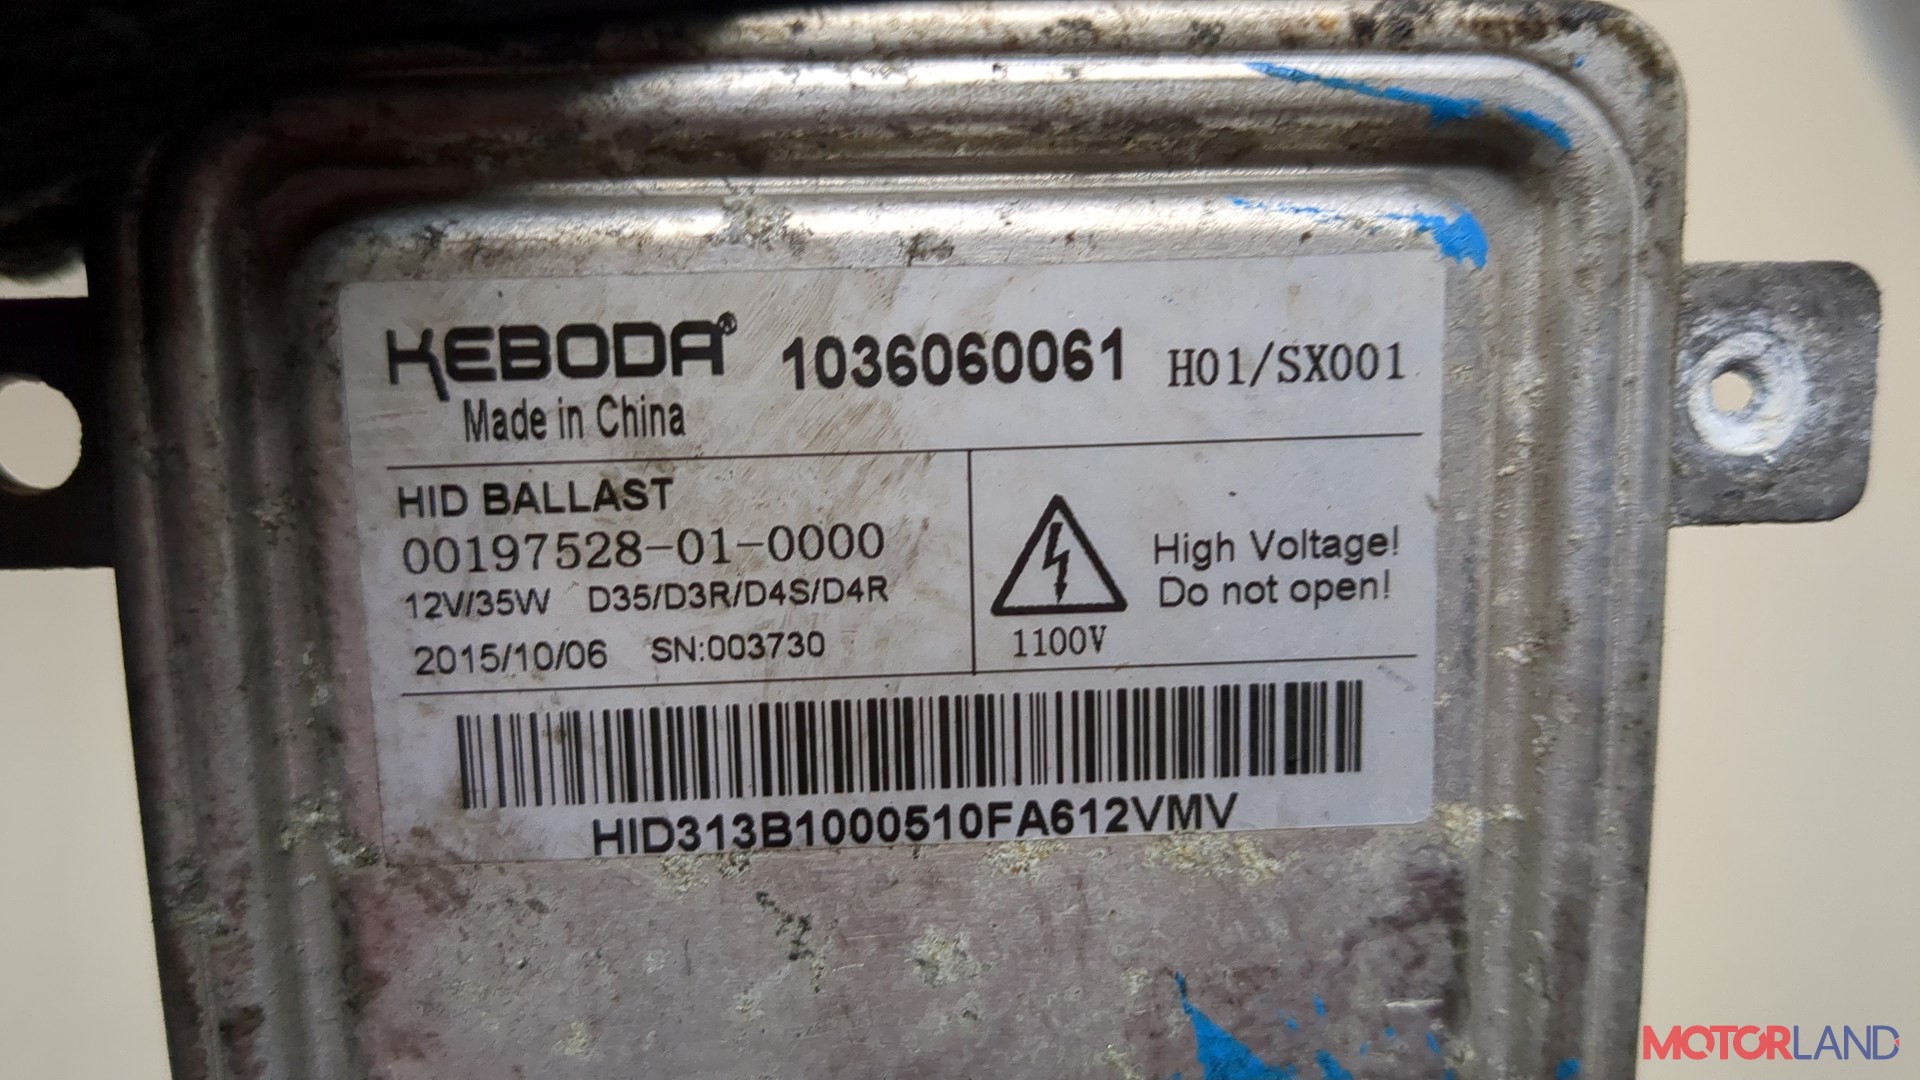 KEBODA® 1036060061 H01/SX001
Made in China
HID BALLAST
00197528-01-0000
12V/35W D35/D3R/D4S/D4R
2015/10/06 SN:003730
High Voltage!
Do not open!
1100V
HID313B1000510FA612VMV
MOTORLAND